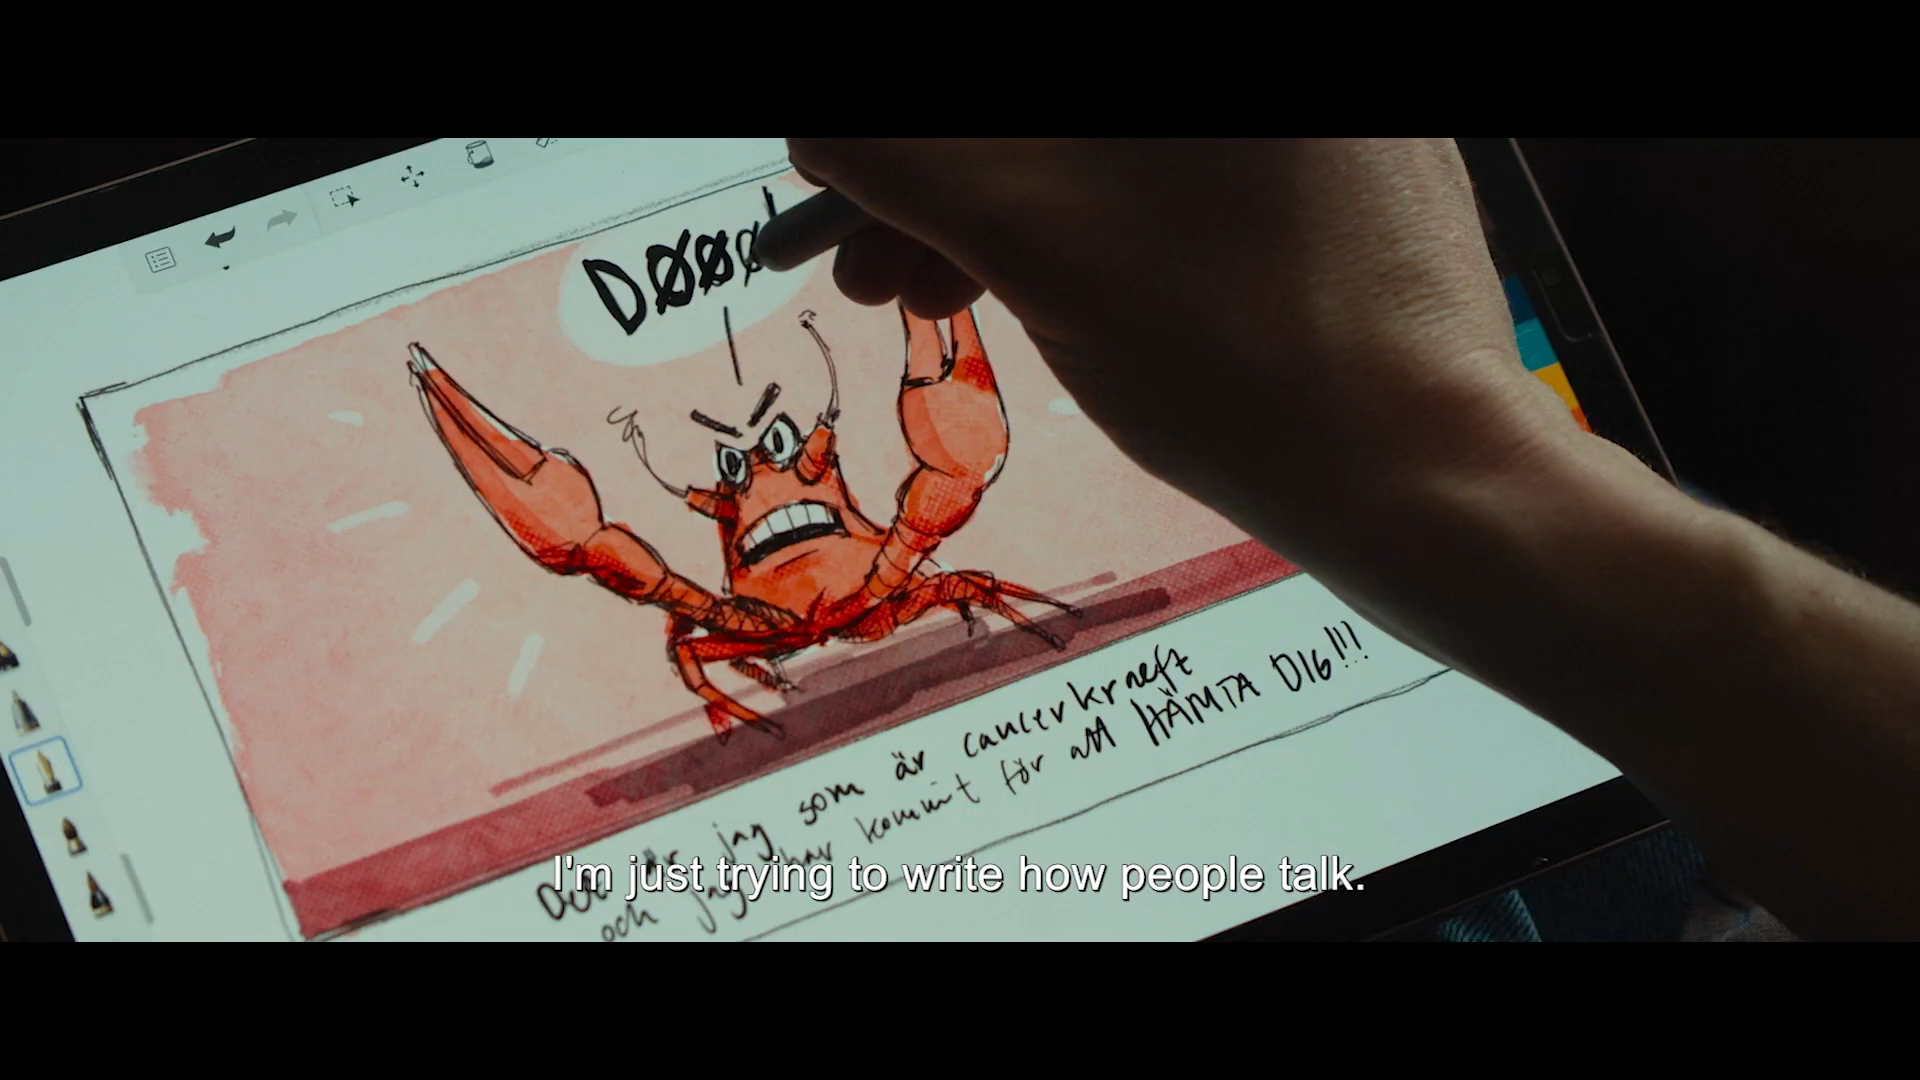 Døøø!
Det är jag som är cancerkraeft
och jag har kommit för att HÄMTA DIG!!!
I'm just trying to write how people talk.